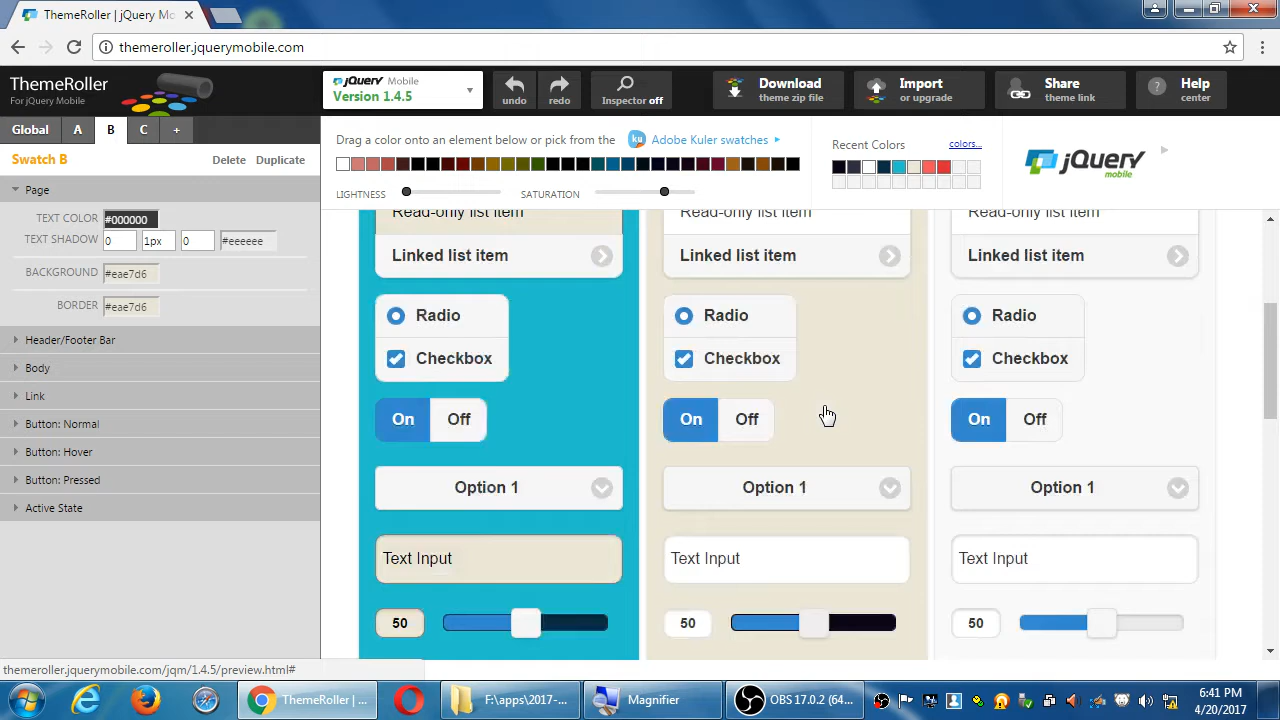 ThemeRoller | jQuery Mo
themeroller.jquerymobile.com
ThemeRoller
For jQuery Mobile
jQuery Mobile
Version 1.4.5
undo
redo
Inspector off
Download
theme zip file
Import
or upgrade
Share
theme link
Help
center
Global
A
B
C
+
Swatch B
Delete
Duplicate
Page
TEXT COLOR
#000000
TEXT SHADOW
0
1px
0
#eeeeee
BACKGROUND
#eae7d6
BORDER
#eae7d6
Header/Footer Bar
Body
Link
Button: Normal
Button: Hover
Button: Pressed
Active State
Drag a color onto an element below or pick from the
ku
Adobe Kuler swatches
LIGHTNESS
SATURATION
Recent Colors
colors...
jQuery
mobile
Read-only list item
Linked list item
Radio
Checkbox
On
Off
Option 1
Text Input
50
Read-only list item
Linked list item
Radio
Checkbox
On
Off
Option 1
Text Input
50
Read-only list item
Linked list item
Radio
Checkbox
On
Off
Option 1
Text Input
50
themeroller.jquerymobile.com/jqm/1.4.5/preview.html#
ThemeRoller | ...
F:\apps\2017-...
Magnifier
OBS 17.0.2 (64...
6:41 PM
4/20/2017